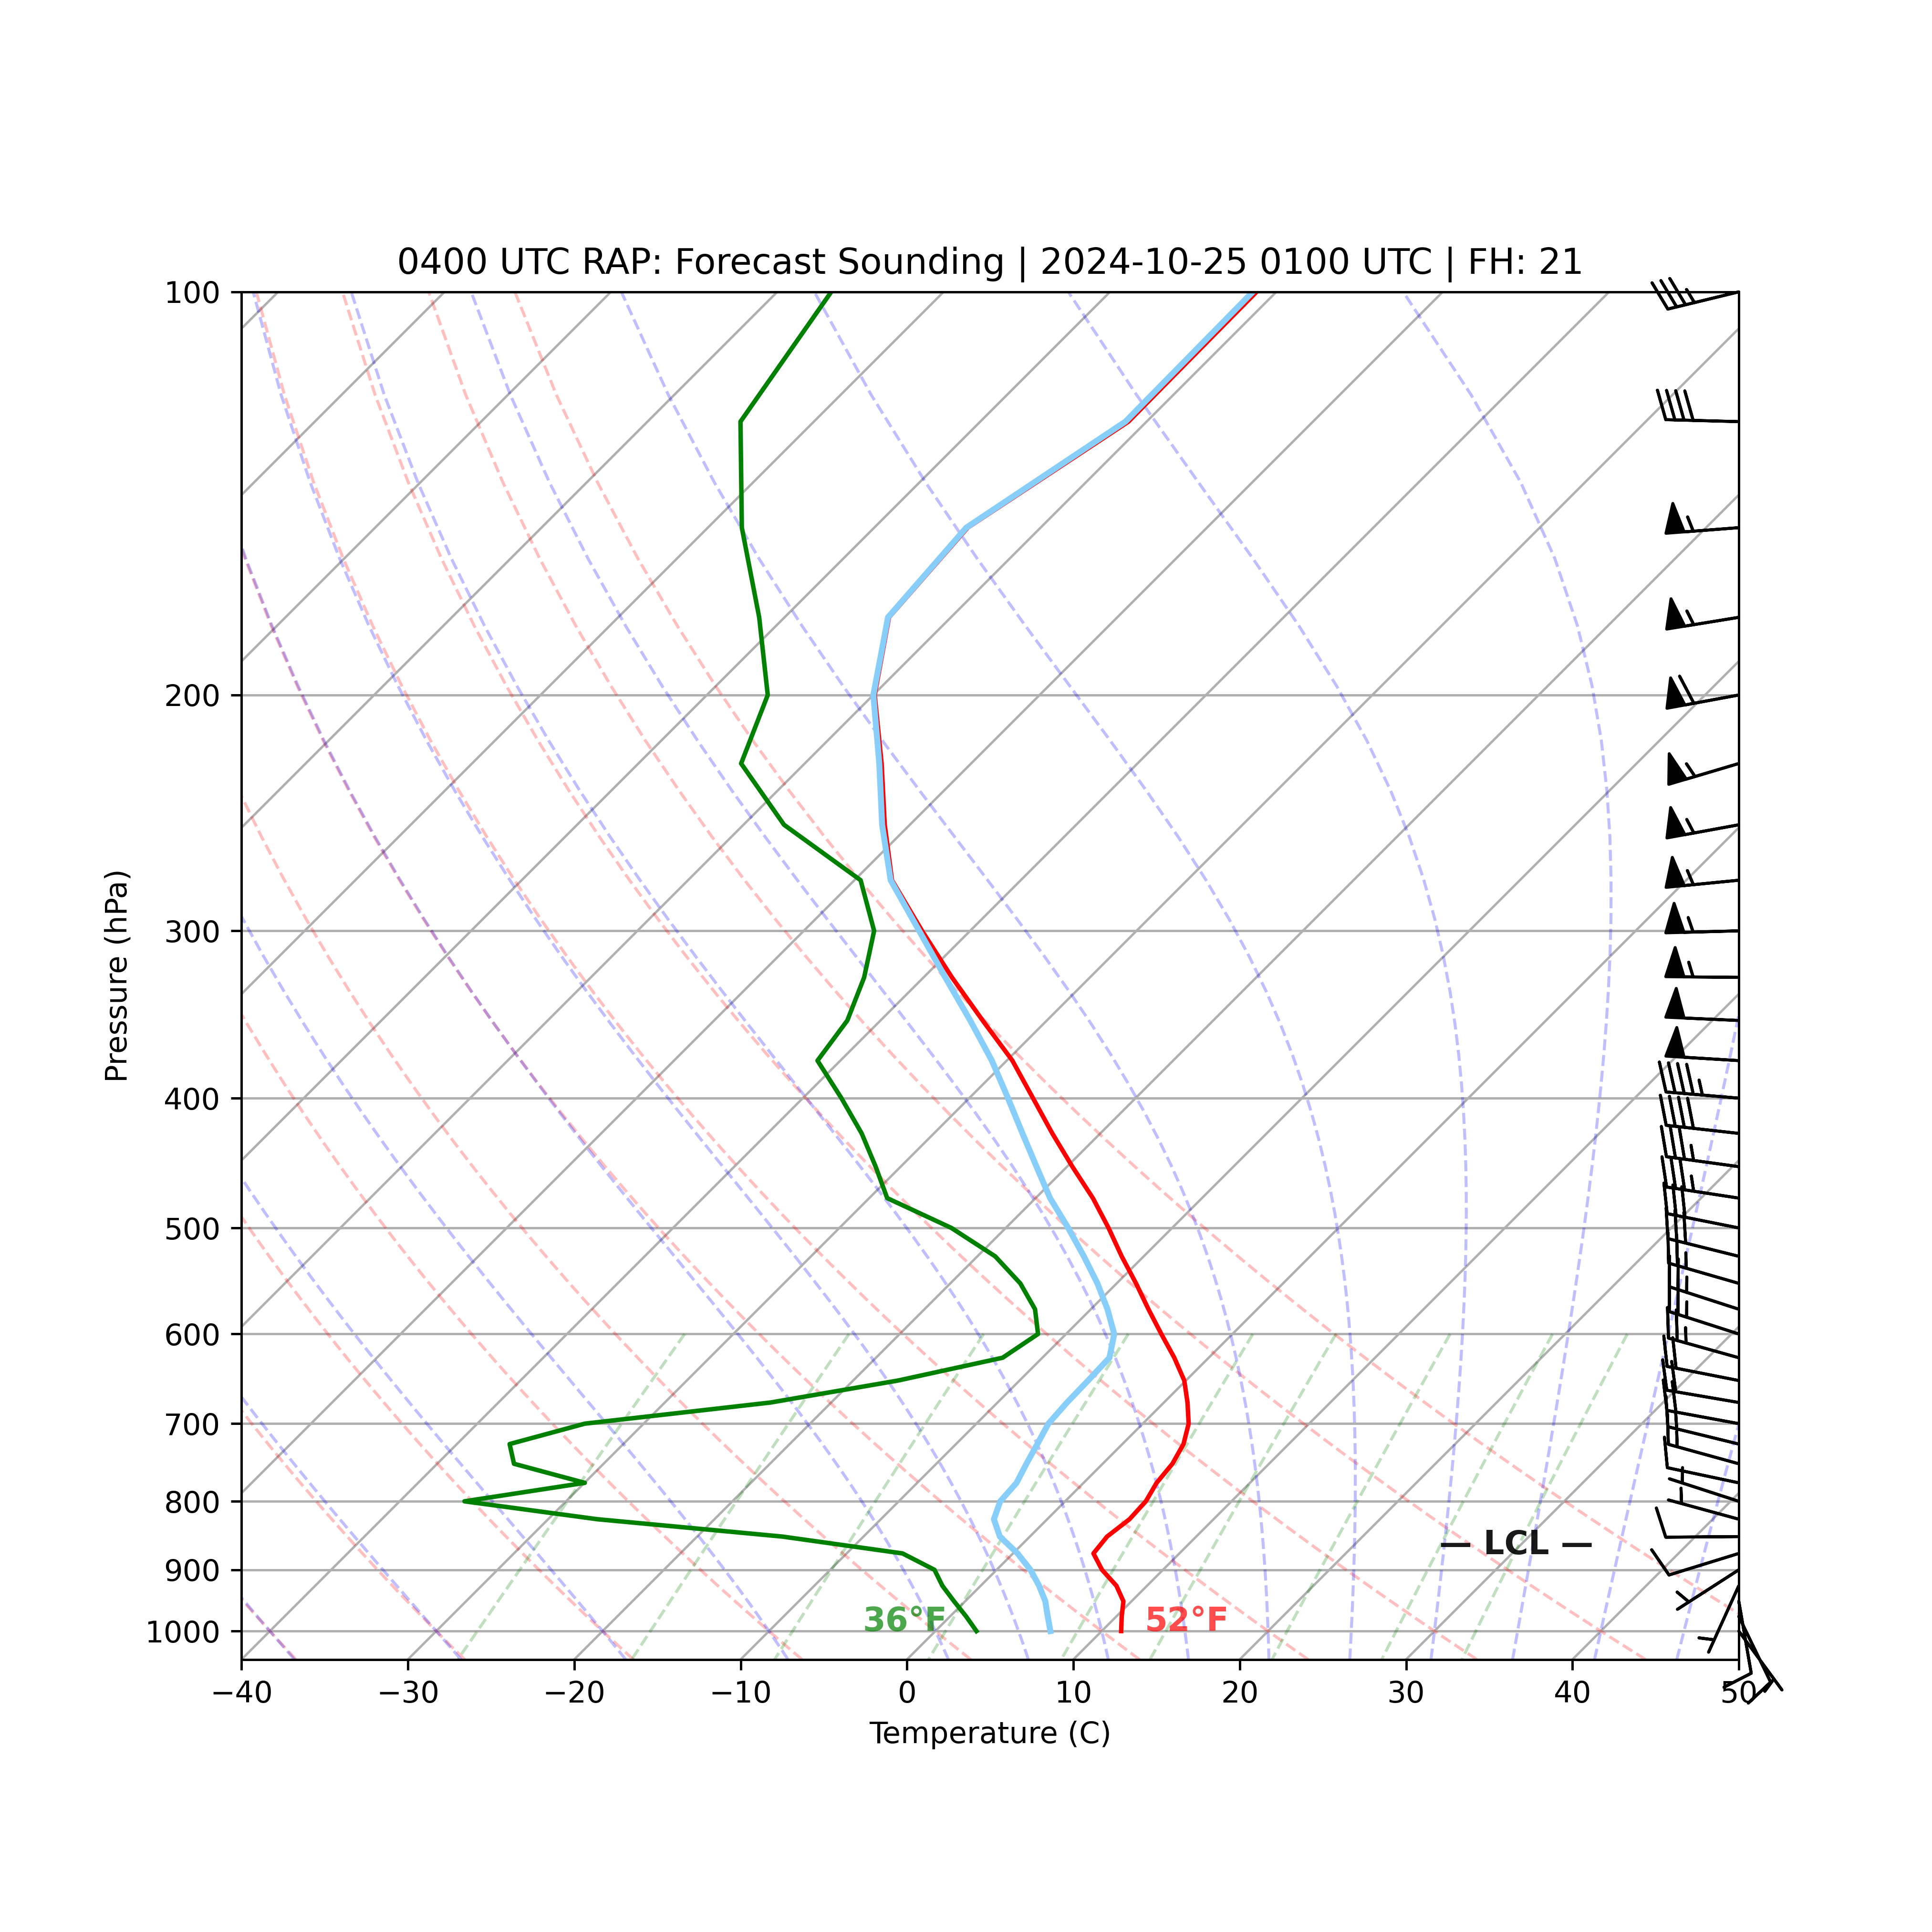 0400 UTC RAP: Forecast Sounding | 2024-10-25 0100 UTC | FH: 21
100
200
300
400
500
600
700
800
900
1000
Pressure (hPa)
— LCL —
36°F
52°F
−40 −30 −20 −10 0 10 20 30 40 50
Temperature (C)